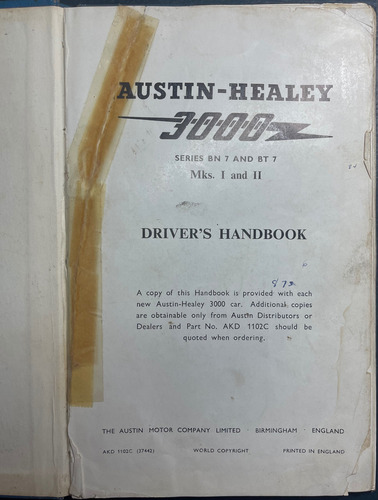 AUSTIN-HEALEY
3000
SERIES BN 7 AND BT 7
Mks. I and II
DRIVER'S HANDBOOK
A copy of this Handbook is provided with each
new Austin-Healey 3000 car. Additional copies
are obtainable only from Austin Distributors or
Dealers and Part No. AKD 1102C should be
quoted when ordering.
THE AUSTIN MOTOR COMPANY LIMITED · BIRMINGHAM · ENGLAND
AKD 1102C (37442) WORLD COPYRIGHT PRINTED IN ENGLAND